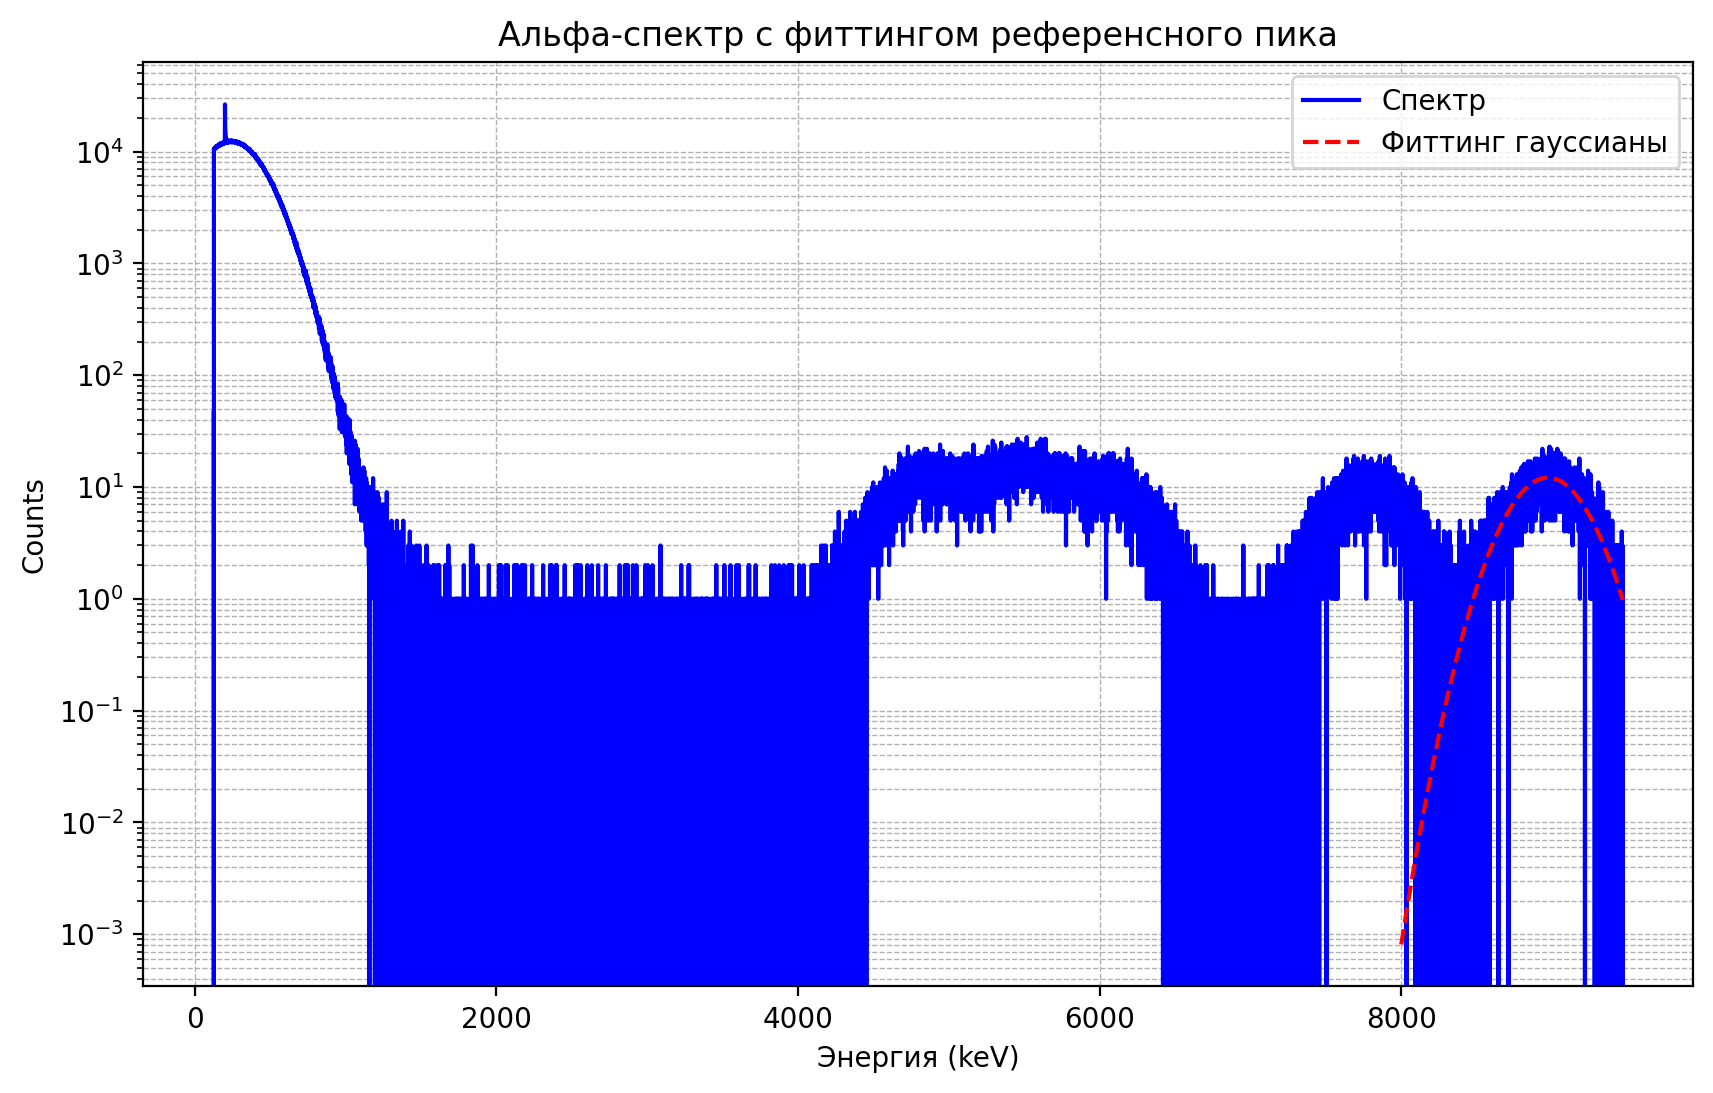 Альфа-спектр с фиттингом референсного пика
Спектр
Фиттинг гауссианы
Counts
10⁴
10³
10²
10¹
10⁰
10⁻¹
10⁻²
10⁻³
0 2000 4000 6000 8000
Энергия (keV)